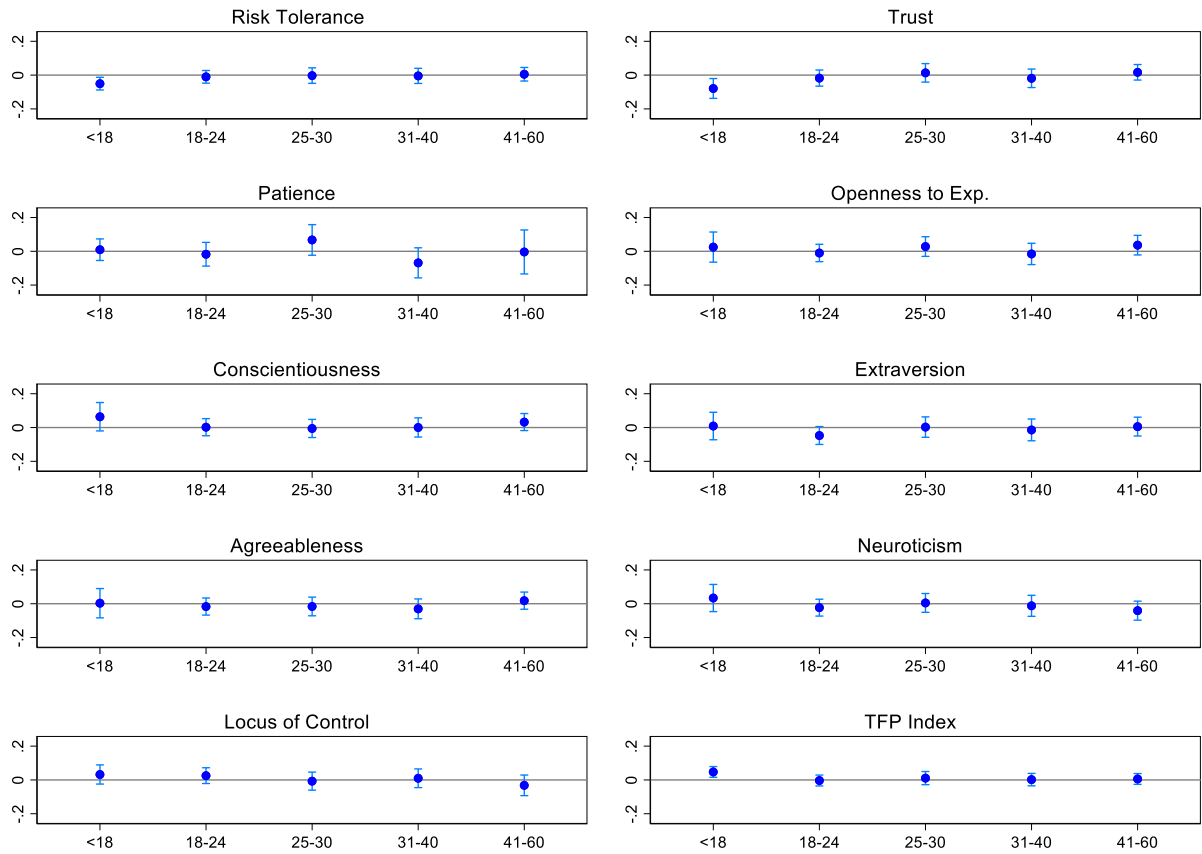 Risk Tolerance
.2
0
-.2
<18 18-24 25-30 31-40 41-60
Trust
.2
0
-.2
<18 18-24 25-30 31-40 41-60
Patience
.2
0
-.2
<18 18-24 25-30 31-40 41-60
Openness to Exp.
.2
0
-.2
<18 18-24 25-30 31-40 41-60
Conscientiousness
.2
0
-.2
<18 18-24 25-30 31-40 41-60
Extraversion
.2
0
-.2
<18 18-24 25-30 31-40 41-60
Agreeableness
.2
0
-.2
<18 18-24 25-30 31-40 41-60
Neuroticism
.2
0
-.2
<18 18-24 25-30 31-40 41-60
Locus of Control
.2
0
-.2
<18 18-24 25-30 31-40 41-60
TFP Index
.2
0
-.2
<18 18-24 25-30 31-40 41-60